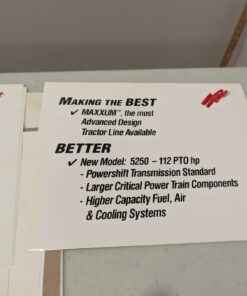 MAKING THE BEST
✓ MAXXUM™, the most
Advanced Design
Tractor Line Available
BETTER
✓ New Model: 5250 – 112 PTO hp
- Powershift Transmission Standard
- Larger Critical Power Train Components
- Higher Capacity Fuel, Air
& Cooling Systems